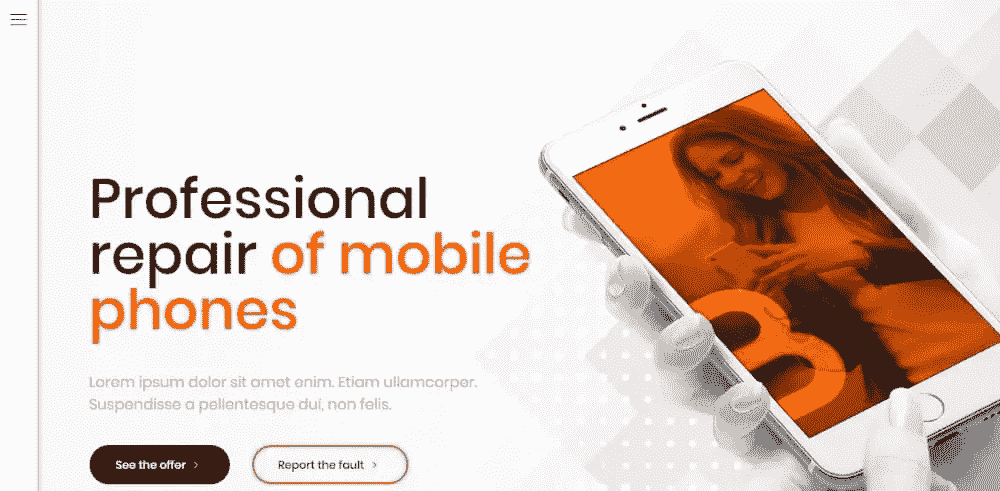 Professional
repair of mobile
phones
Lorem ipsum dolor sit amet enim. Etiam ullamcorper.
Suspendisse a pellentesque dui, non felis.
See the offer
Report the fault